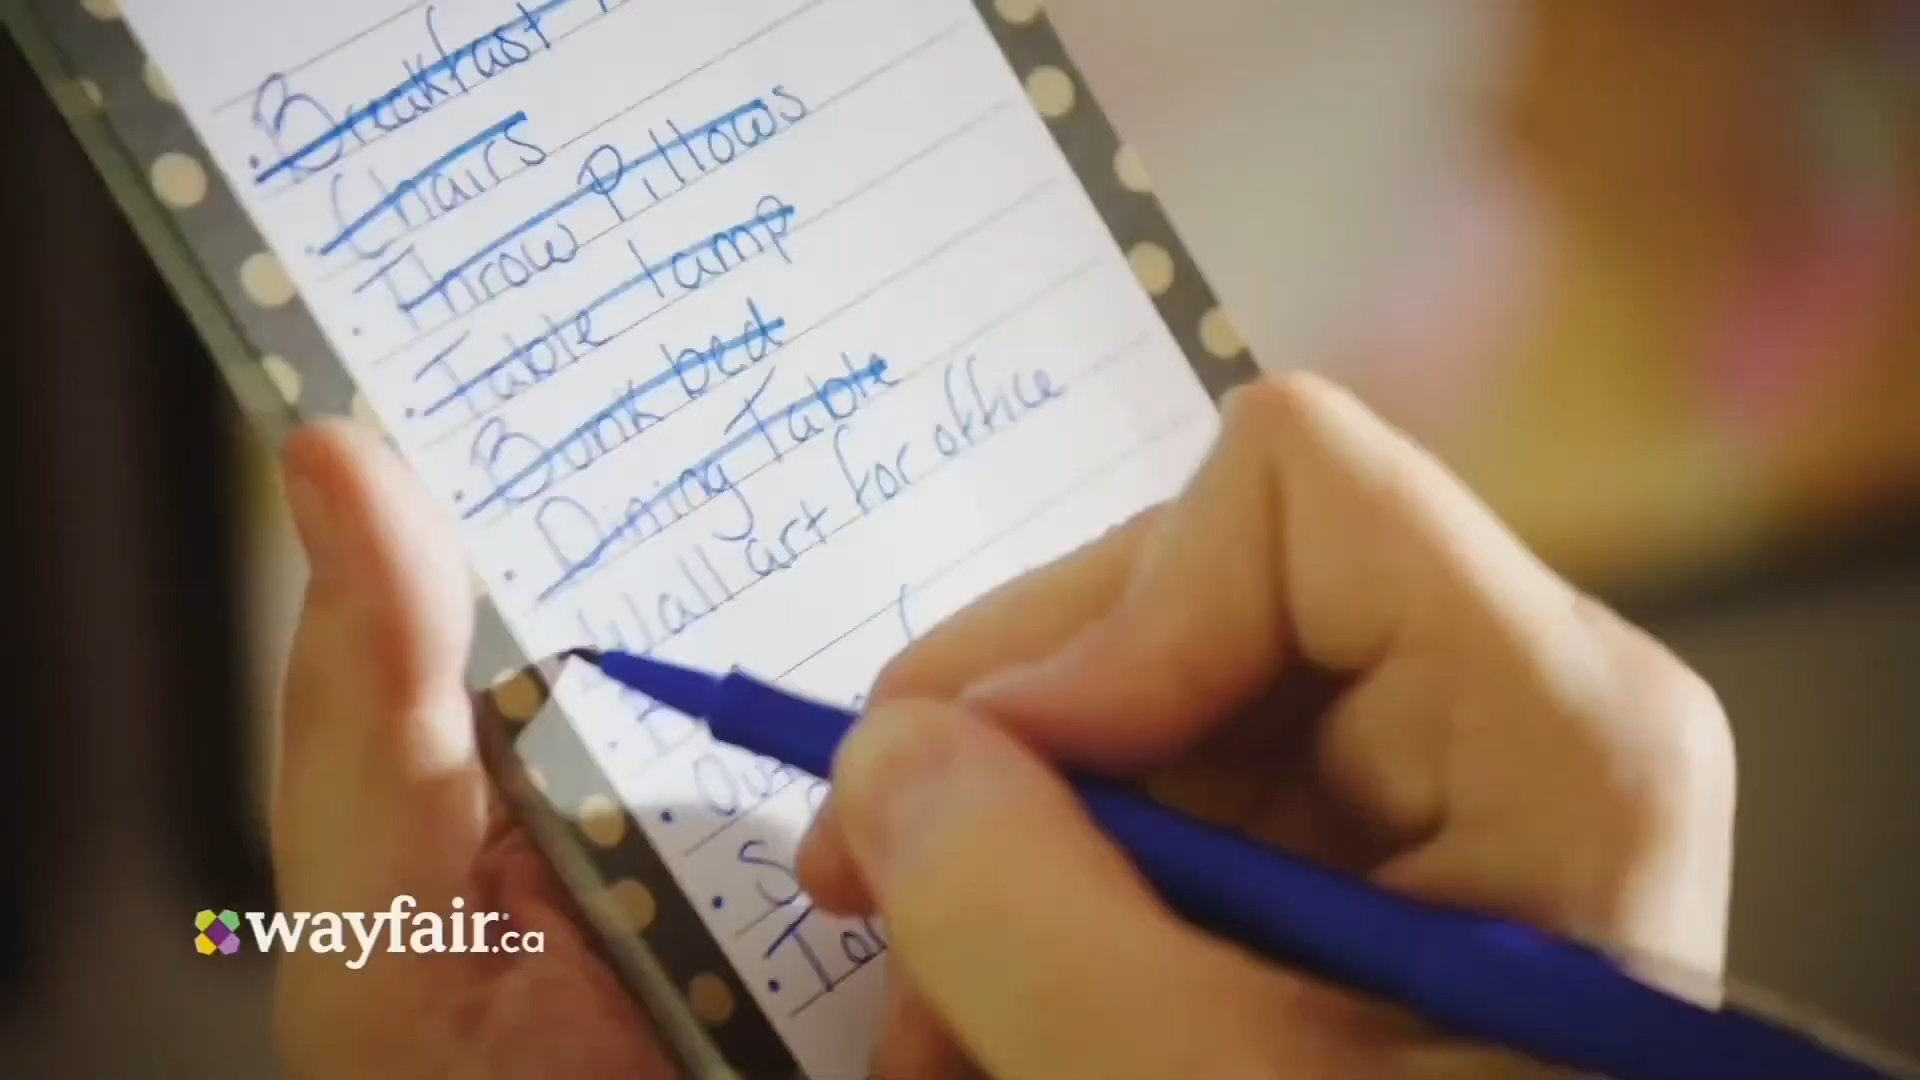 Breakfast
Chairs
Throw Pillows
Table lamp
Bunk bed
Dining Table
Wall art for office
wayfair.ca